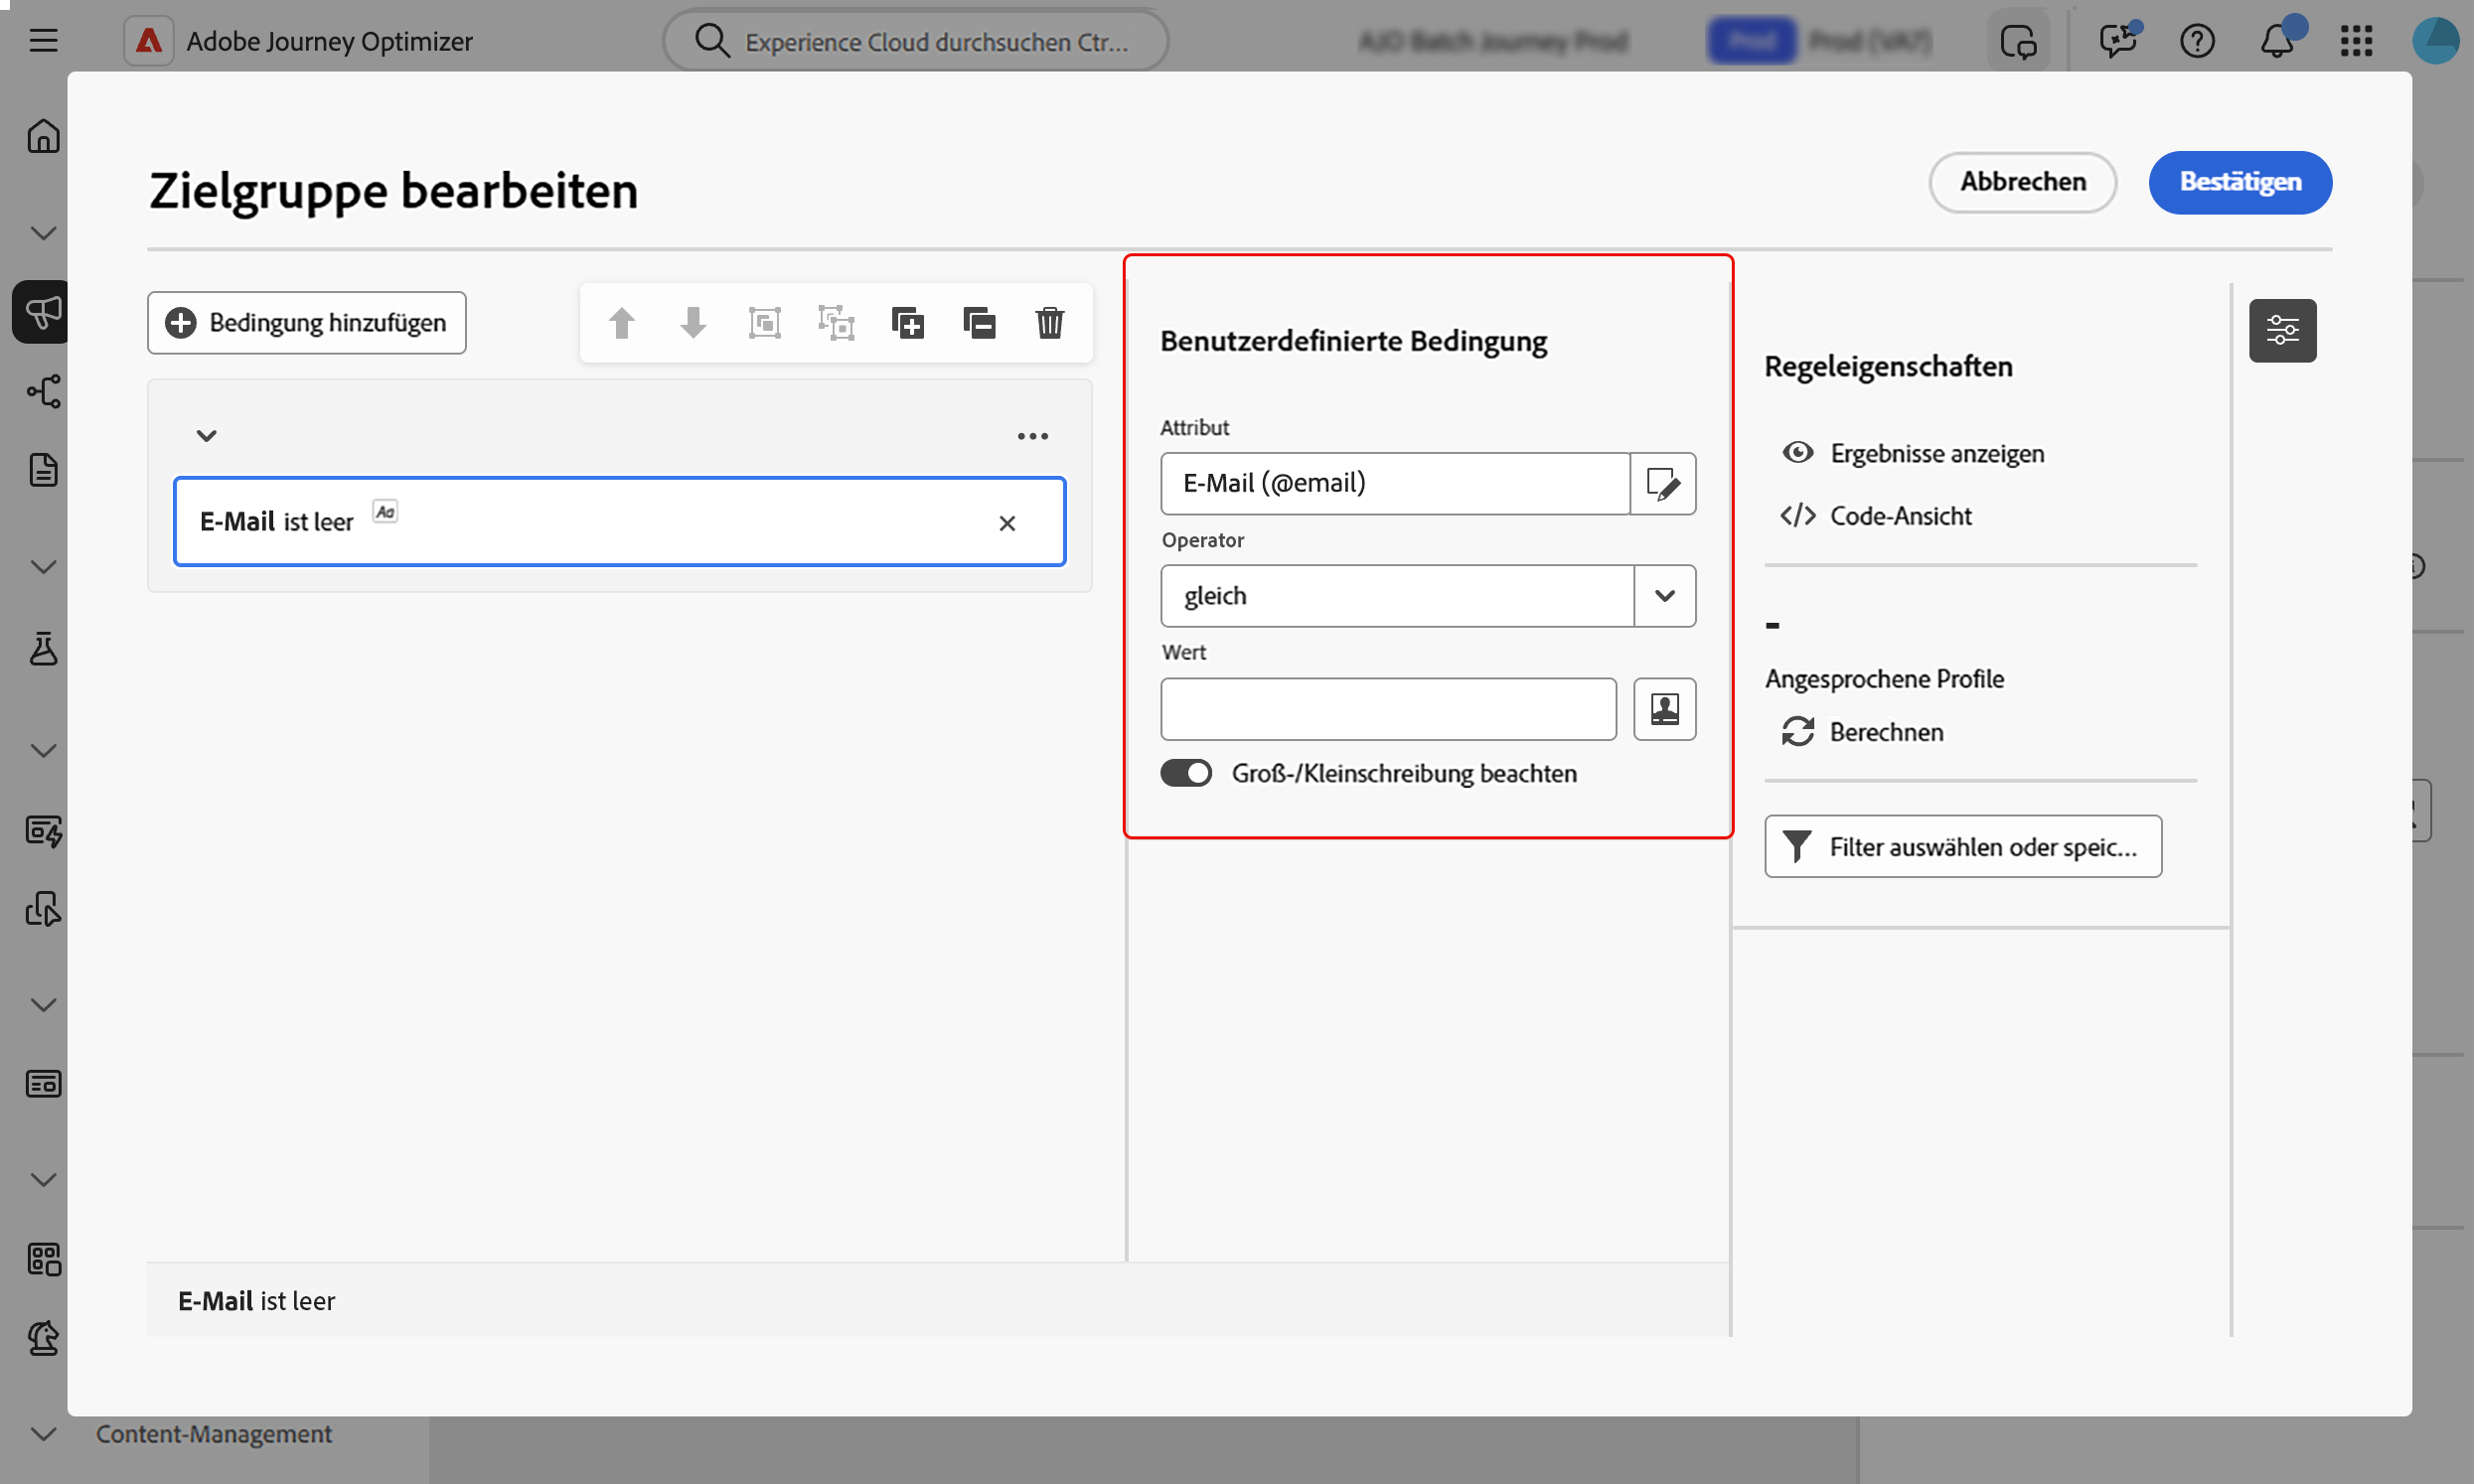 Adobe Journey Optimizer
Experience Cloud durchsuchen Ctr...
Zielgruppe bearbeiten
Abbrechen
Bestätigen
Bedingung hinzufügen
E-Mail ist leer Aa
Benutzerdefinierte Bedingung
Attribut
E-Mail (@email)
Operator
gleich
Wert
Groß-/Kleinschreibung beachten
Regeleigenschaften
Ergebnisse anzeigen
Code-Ansicht
-
Angesprochene Profile
Berechnen
Filter auswählen oder speic...
E-Mail ist leer
Content-Management